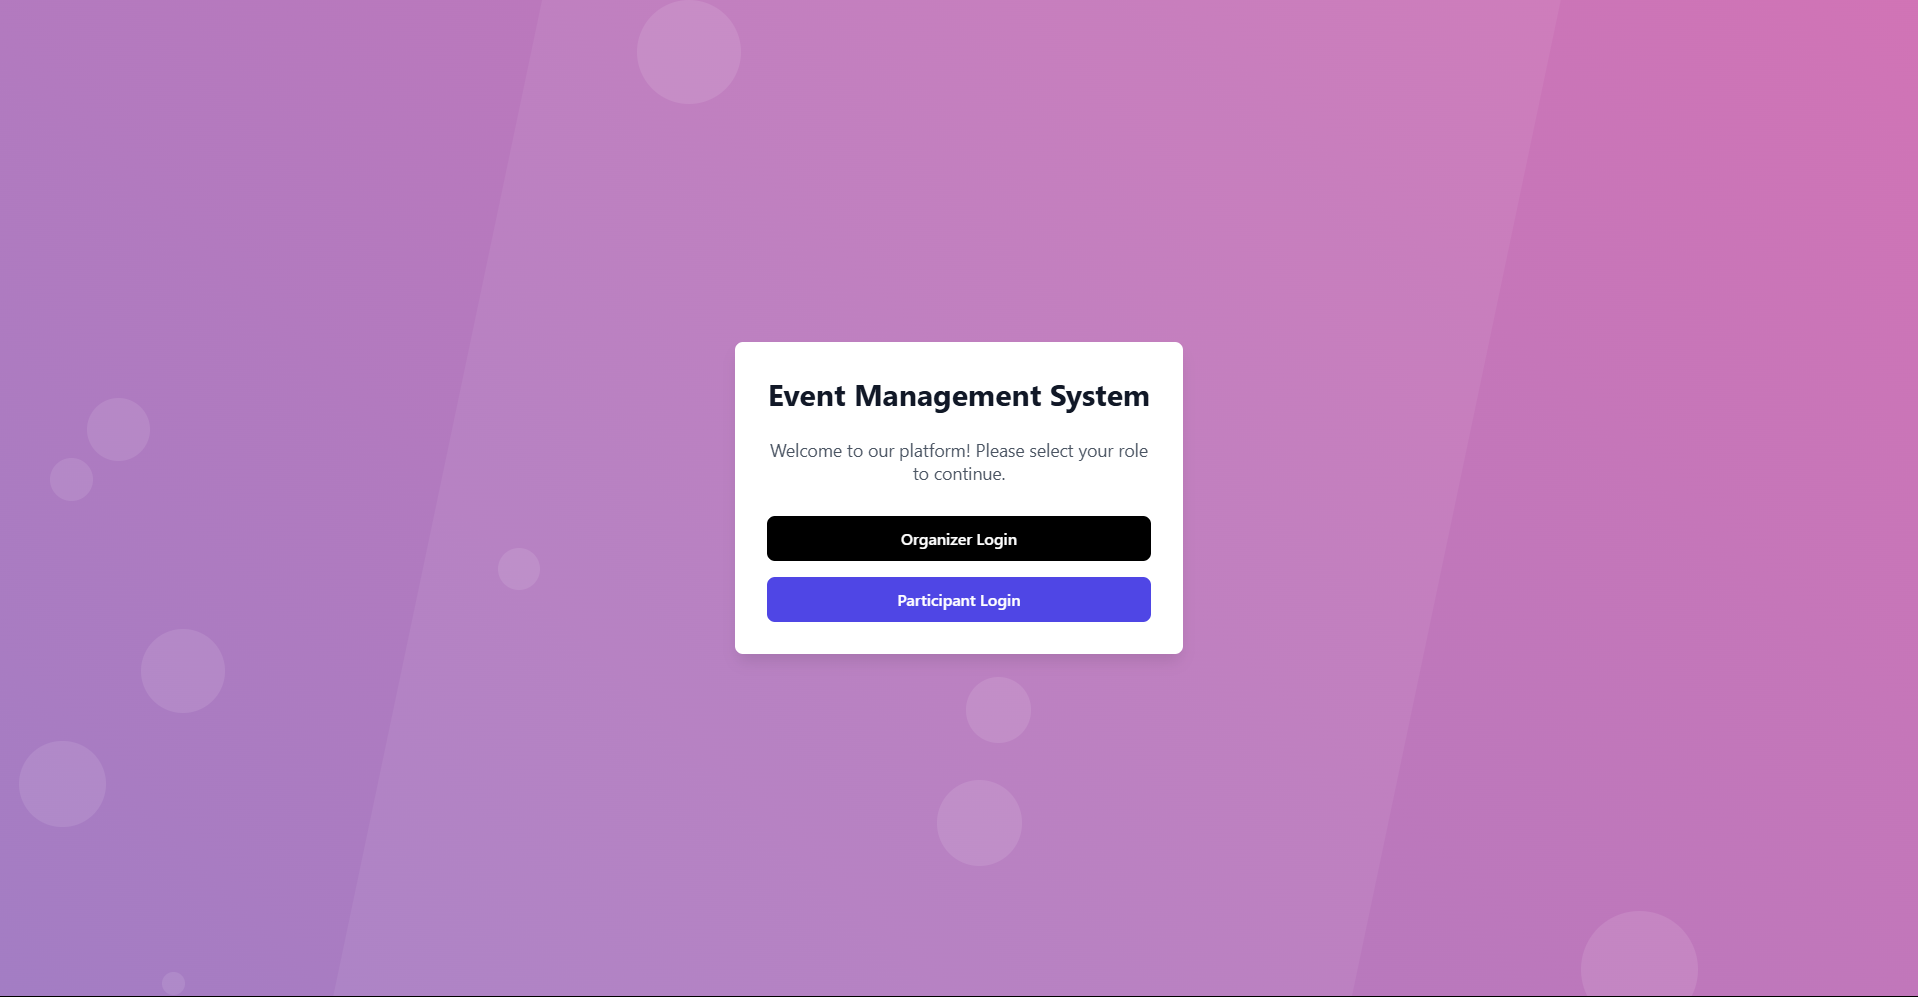 Event Management System
Welcome to our platform! Please select your role
to continue.
Organizer Login
Participant Login